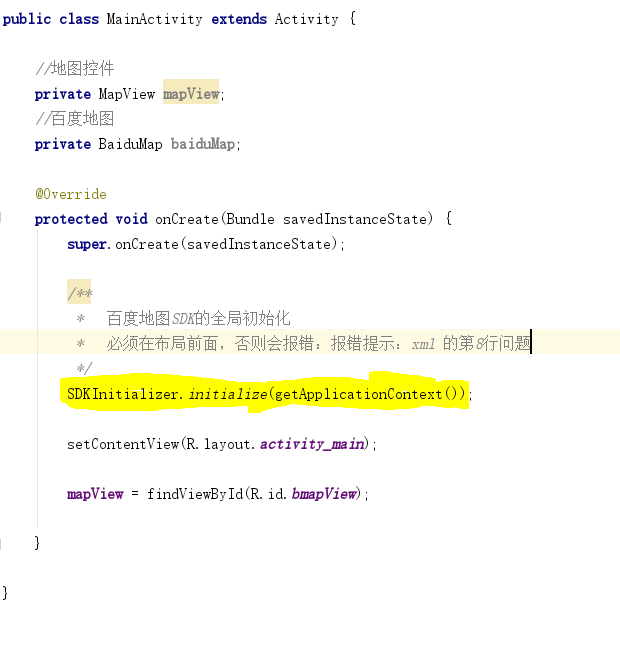 public class MainActivity extends Activity {
//地图控件
private MapView mapView;
//百度地图
private BaiduMap baiduMap;
@Override
protected void onCreate(Bundle savedInstanceState) {
super.onCreate(savedInstanceState);
/**
* 百度地图SDK的全局初始化
* 必须在布局前面，否则会报错：报错提示：xml 的第8行问题
*/
SDKInitializer.initialize(getApplicationContext());
setContentView(R.layout.activity_main);
mapView = findViewById(R.id.bmapView);
}
}